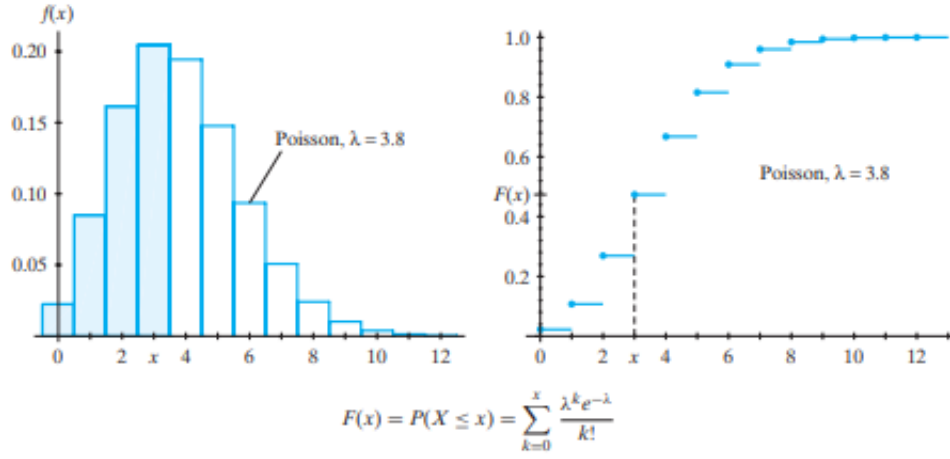 f(x)
0.20
0.15
0.10
0.05
Poisson, λ = 3.8
0 2 x 4 6 8 10 12
1.0
0.8
0.6
F(x)
0.4
0.2
Poisson, λ = 3.8
0 2 x 4 6 8 10 12
F(x) = P(X ≤ x) = ∑_{k=0}^{x} λ^k e^{−λ} / k!